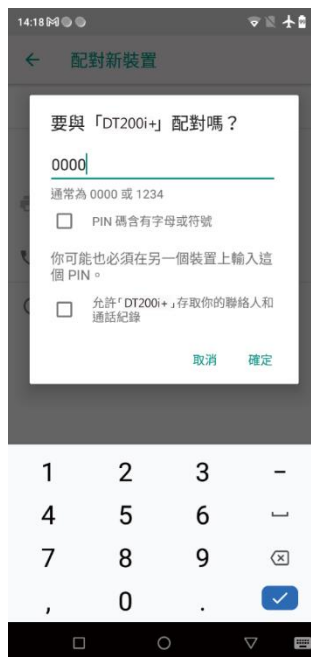 14:18
配對新裝置
要與「DT200i+」配對嗎？
0000
通常為 0000 或 1234
PIN 碼含有字母或符號
你可能也必須在另一個裝置上輸入這
個 PIN。
允許「DT200i+」存取你的聯絡人和
通話紀錄
取消 確定
1 2 3 -
4 5 6
7 8 9
, 0 .